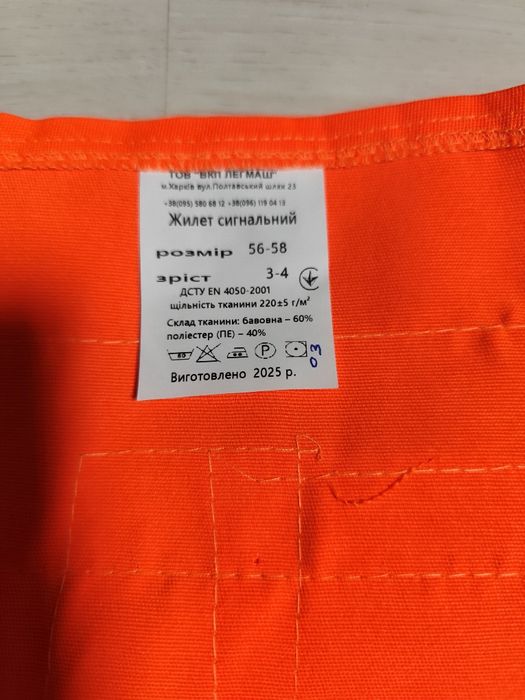 ТОВ "ВКП ЛЕГМАШ"
м.Харків вул.Полтавський шлях 23
+38(095) 580 68 12 +38(096) 119 04 13
Жилет сигнальний
розмір 56-58
зріст 3-4
ДСТУ EN 4050-2001
щільність тканини 220±5 г/м²
Склад тканини: бавовна – 60%
поліестер (ПЕ) – 40%
60 P
03
Виготовлено 2025 р.